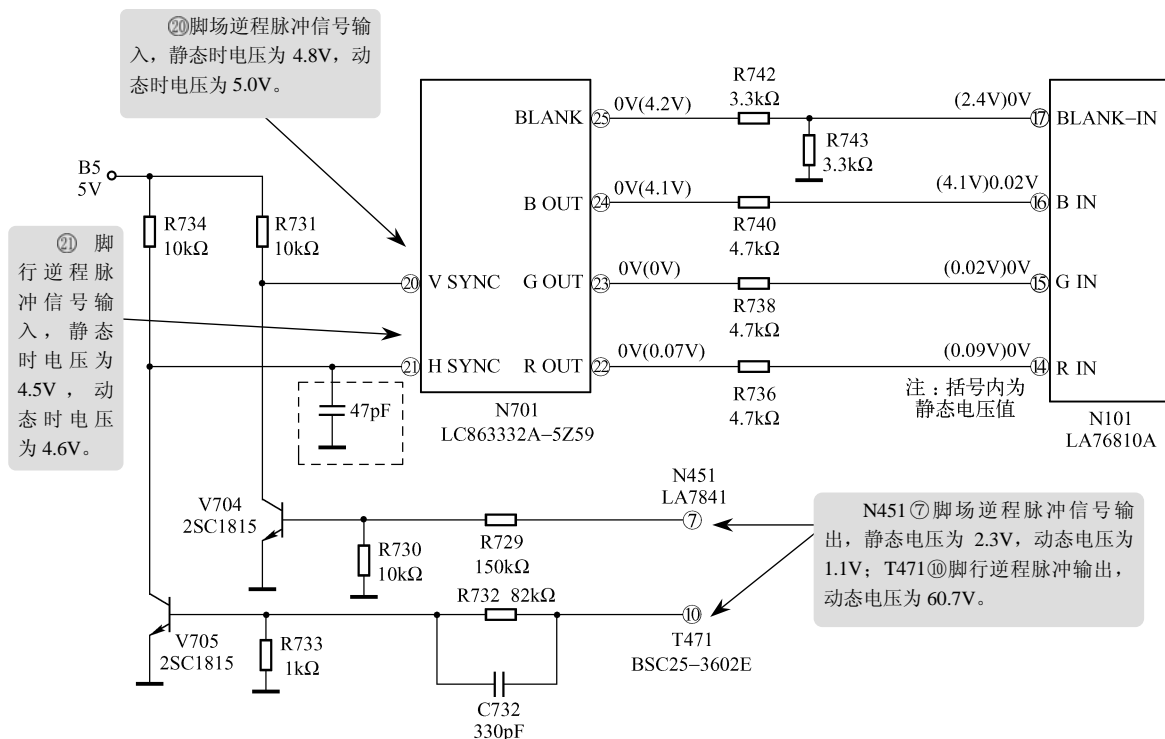 ⑳脚场逆程脉冲信号输
入，静态时电压为 4.8V，动
态时电压为 5.0V。
B5
5V
R734
10kΩ
R731
10kΩ
㉑ 脚
行逆程脉
冲信号输
入，静态
时电压为
4.5V，动
态时电压
为 4.6V。
⑳ V SYNC
㉑ H SYNC
BLANK ㉕
B OUT ㉔
G OUT ㉓
R OUT ㉒
N701
LC863332A–5Z59
47pF
0V(4.2V)
R742
3.3kΩ
R743
3.3kΩ
(2.4V)0V
⑰ BLANK–IN
0V(4.1V)
R740
4.7kΩ
(4.1V)0.02V
⑯ B IN
0V(0V)
R738
4.7kΩ
(0.02V)0V
⑮ G IN
0V(0.07V)
R736
4.7kΩ
(0.09V)0V
⑭ R IN
注：括号内为
静态电压值
N101
LA76810A
V704
2SC1815
R730
10kΩ
R729
150kΩ
N451
LA7841
⑦
V705
2SC1815
R733
1kΩ
R732 82kΩ
C732
330pF
⑩
T471
BSC25–3602E
N451⑦脚场逆程脉冲信号输
出，静态电压为 2.3V，动态电压为
1.1V；T471⑩脚行逆程脉冲输出，
动态电压为 60.7V。